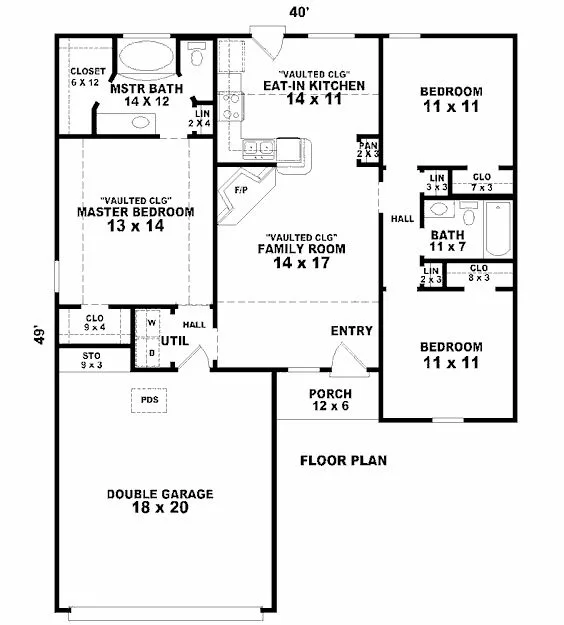 40'
CLOSET
6 X 12
MSTR BATH
14 X 12
LIN
2 X 4
"VAULTED CLG"
EAT-IN KITCHEN
14 x 11
PAN
2 X 3
BEDROOM
11 x 11
LIN
3 x 3
CLO
7 x 3
"VAULTED CLG"
MASTER BEDROOM
13 x 14
F/P
"VAULTED CLG"
FAMILY ROOM
14 x 17
HALL
BATH
11 x 7
LIN
2 x 3
CLO
8 x 3
49'
CLO
9 x 4
W
D
HALL
UTIL
ENTRY
BEDROOM
11 x 11
STO
9 x 3
PDS
PORCH
12 x 6
FLOOR PLAN
DOUBLE GARAGE
18 x 20